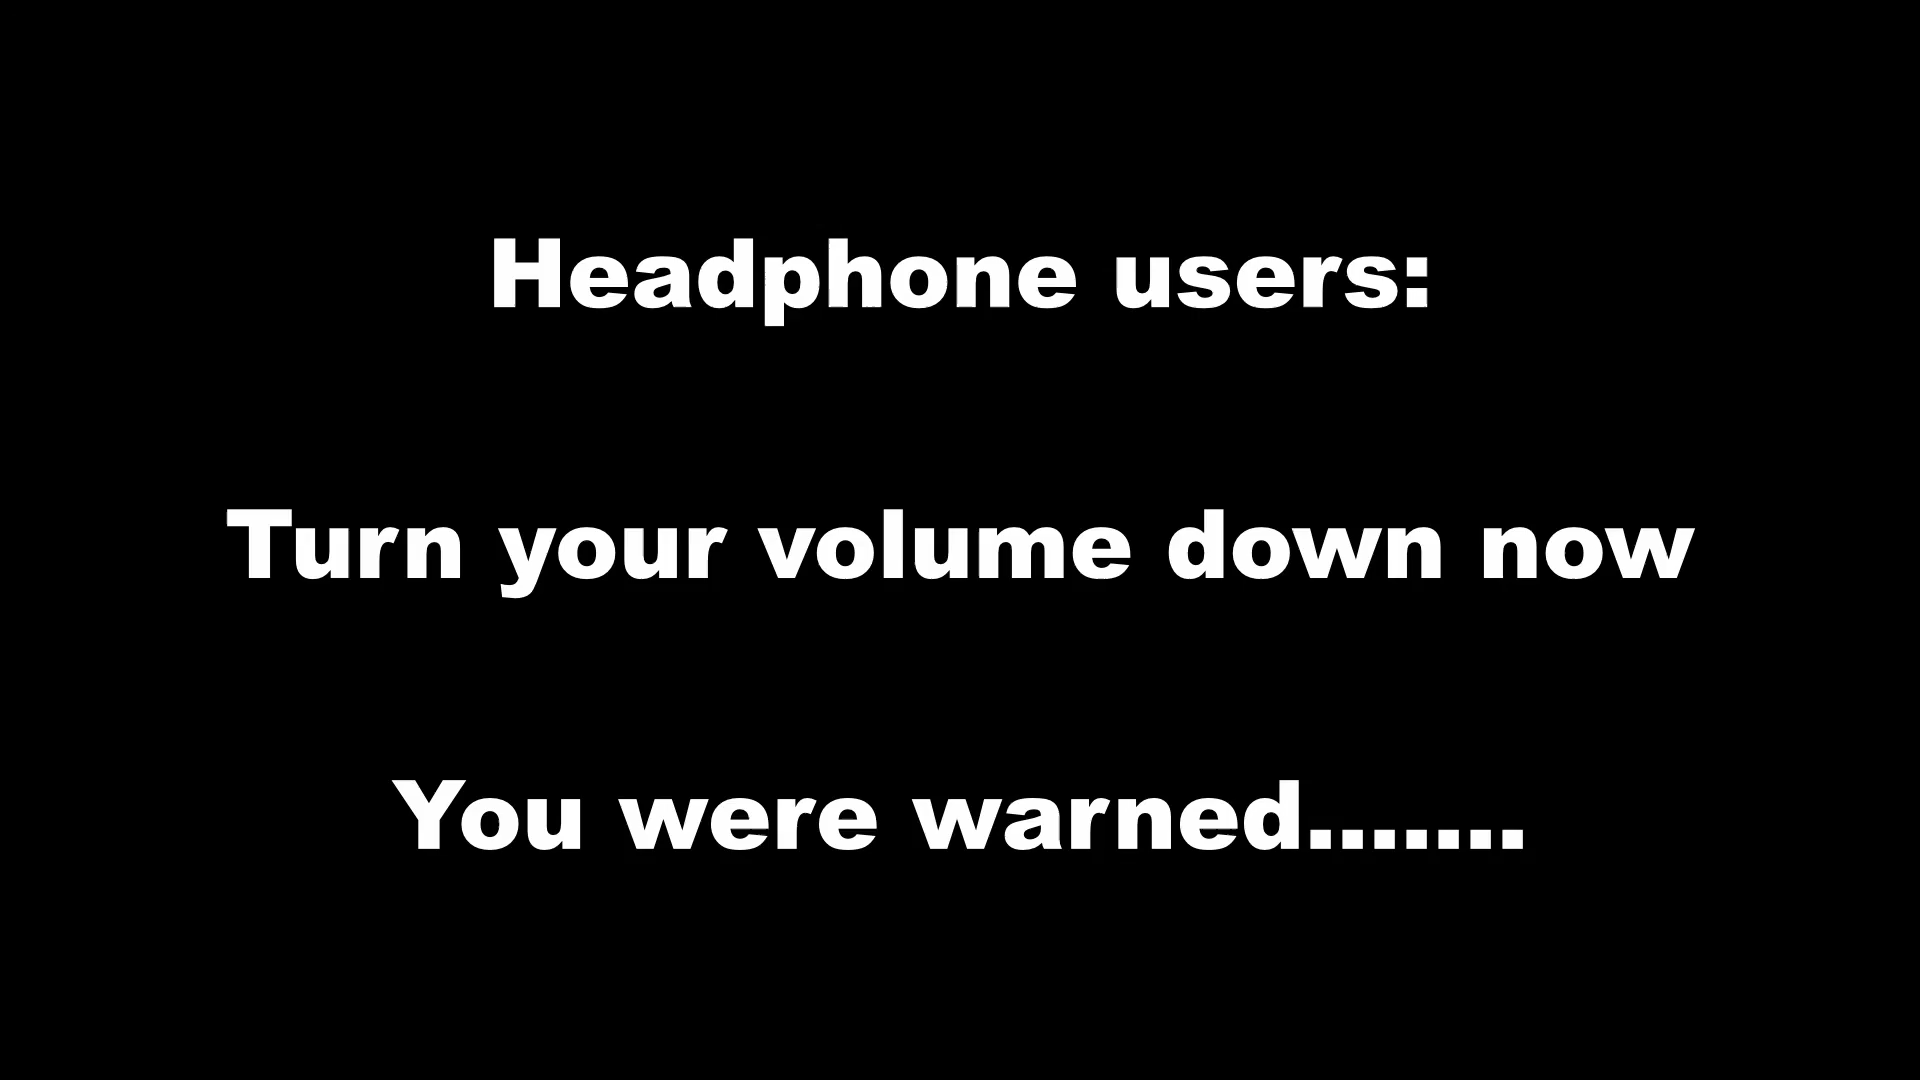 Headphone users:
Turn your volume down now
You were warned.......